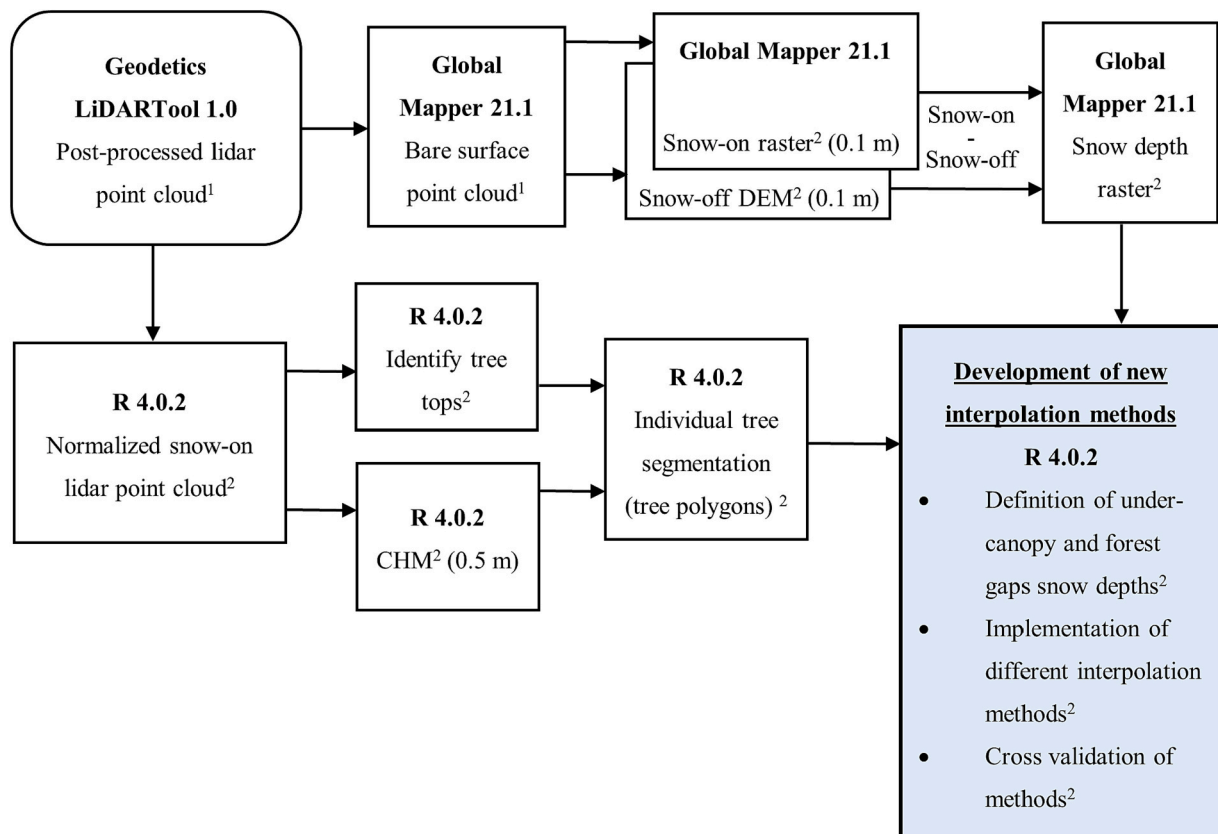 Geodetics
LiDARTool 1.0
Post-processed lidar
point cloud¹
Global
Mapper 21.1
Bare surface
point cloud¹
Global Mapper 21.1
Snow-on raster² (0.1 m)
Snow-off DEM² (0.1 m)
Snow-on
-
Snow-off
Global
Mapper 21.1
Snow depth
raster²
R 4.0.2
Normalized snow-on
lidar point cloud²
R 4.0.2
Identify tree
tops²
R 4.0.2
CHM² (0.5 m)
R 4.0.2
Individual tree
segmentation
(tree polygons) ²
Development of new
interpolation methods
R 4.0.2
• Definition of under-
canopy and forest
gaps snow depths²
• Implementation of
different interpolation
methods²
• Cross validation of
methods²